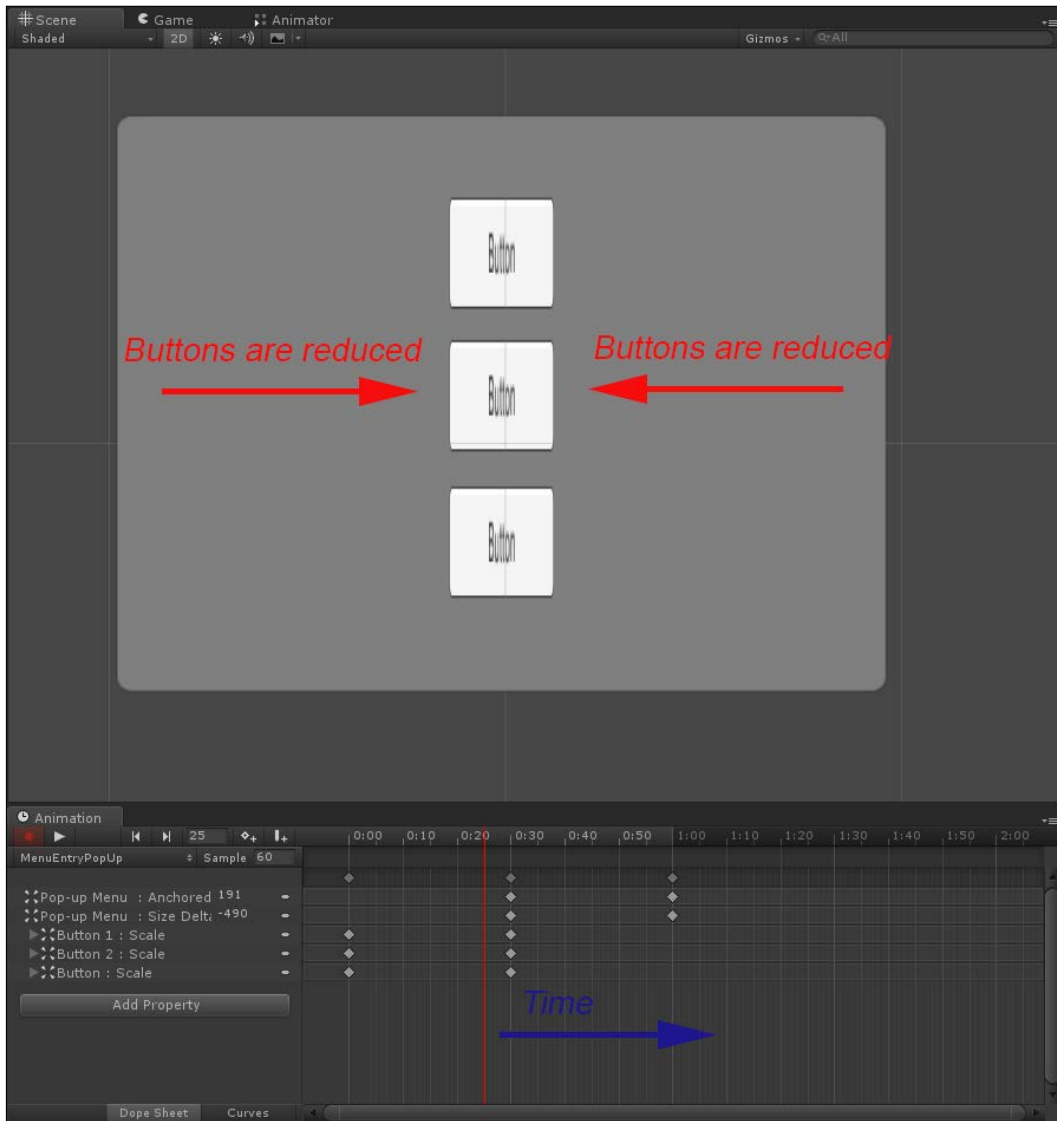 Scene Game Animator
Shaded 2D Gizmos All
Button
Buttons are reduced Buttons are reduced
Button
Button
Animation
25 0:00 0:10 0:20 0:30 0:40 0:50 1:00 1:10 1:20 1:30 1:40 1:50 2:00
MenuEntryPopUp Sample 60
Pop-up Menu : Anchored 191
Pop-up Menu : Size Delta -490
Button 1 : Scale
Button 2 : Scale
Button : Scale
Add Property
Time
Dope Sheet Curves